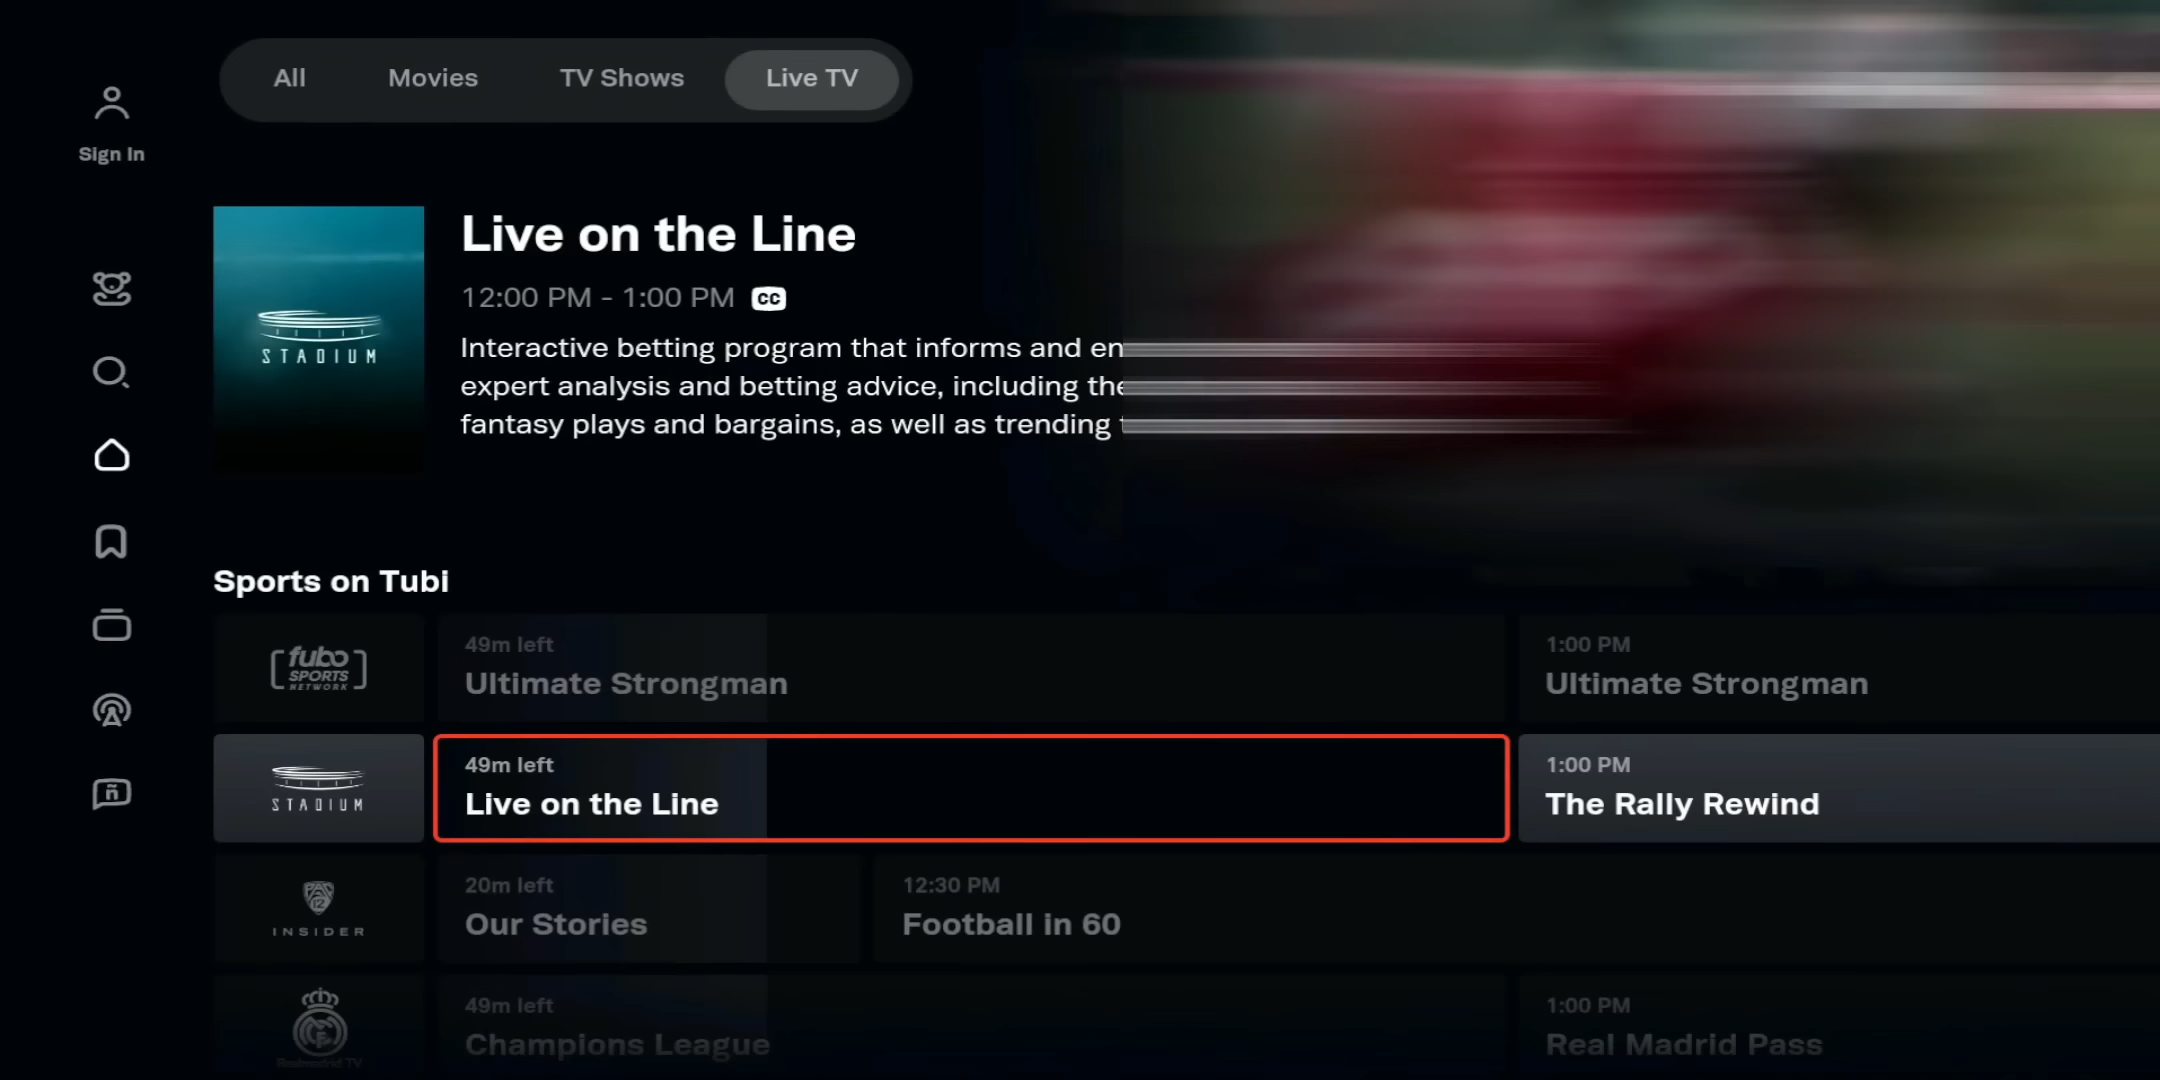 All
Movies
TV Shows
Live TV
Sign In
STADIUM
Live on the Line
12:00 PM - 1:00 PM CC
Interactive betting program that informs and
expert analysis and betting advice, including
fantasy plays and bargains, as well as trending
Sports on Tubi
fubo SPORTS NETWORK
49m left
Ultimate Strongman
1:00 PM
Ultimate Strongman
STADIUM
49m left
Live on the Line
1:00 PM
The Rally Rewind
PAC 12
INSIDER
20m left
Our Stories
12:30 PM
Football in 60
Realmadrid TV
49m left
Champions League
1:00 PM
Real Madrid Pass
ñ